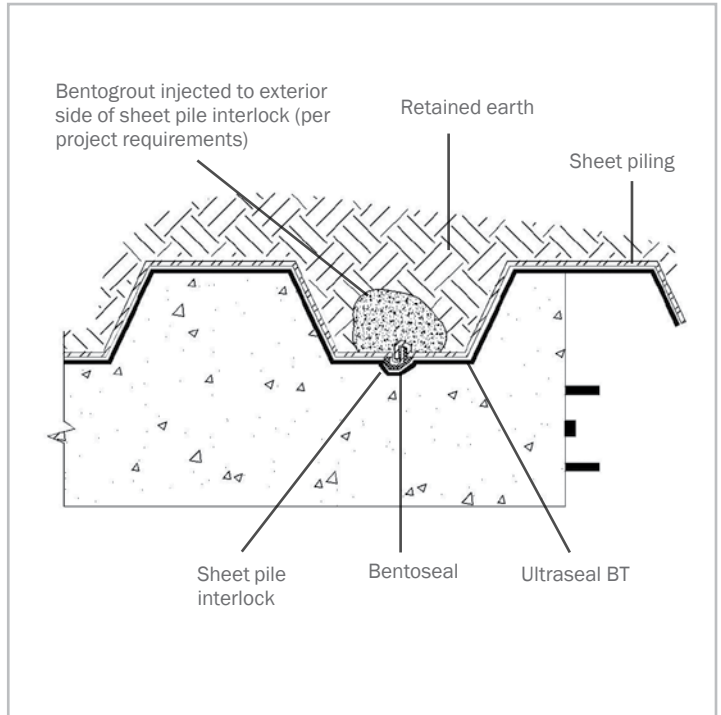 Bentogrout injected to exterior
side of sheet pile interlock (per
project requirements)
Retained earth
Sheet piling
Sheet pile
interlock
Bentoseal
Ultraseal BT